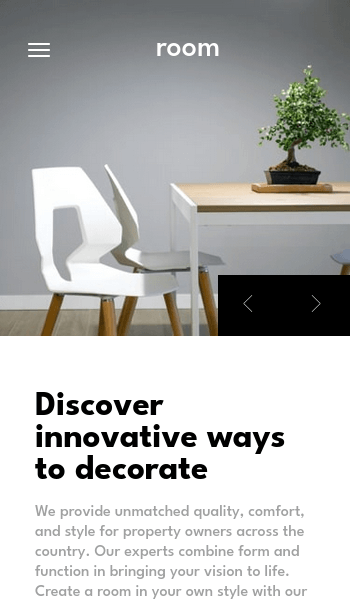 room
Discover
innovative ways
to decorate
We provide unmatched quality, comfort,
and style for property owners across the
country. Our experts combine form and
function in bringing your vision to life.
Create a room in your own style with our